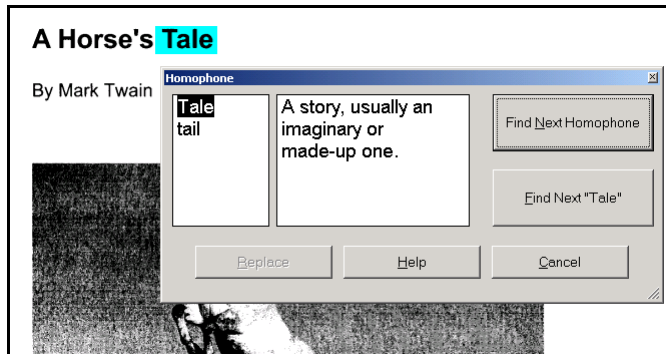 A Horse's Tale
By Mark Twain
Homophone
Tale
tail
A story, usually an
imaginary or
made-up one.
Find Next Homophone
Find Next "Tale"
Replace
Help
Cancel